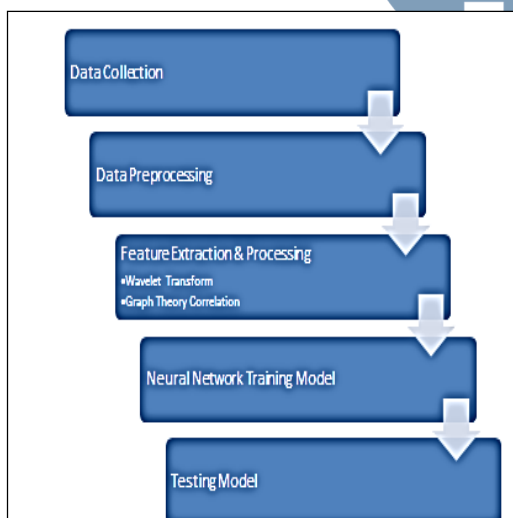 Data Collection
Data Preprocessing
Feature Extraction & Processing
•Wavelet Transform
•Graph Theory Correlation
Neural Network Training Model
Testing Model